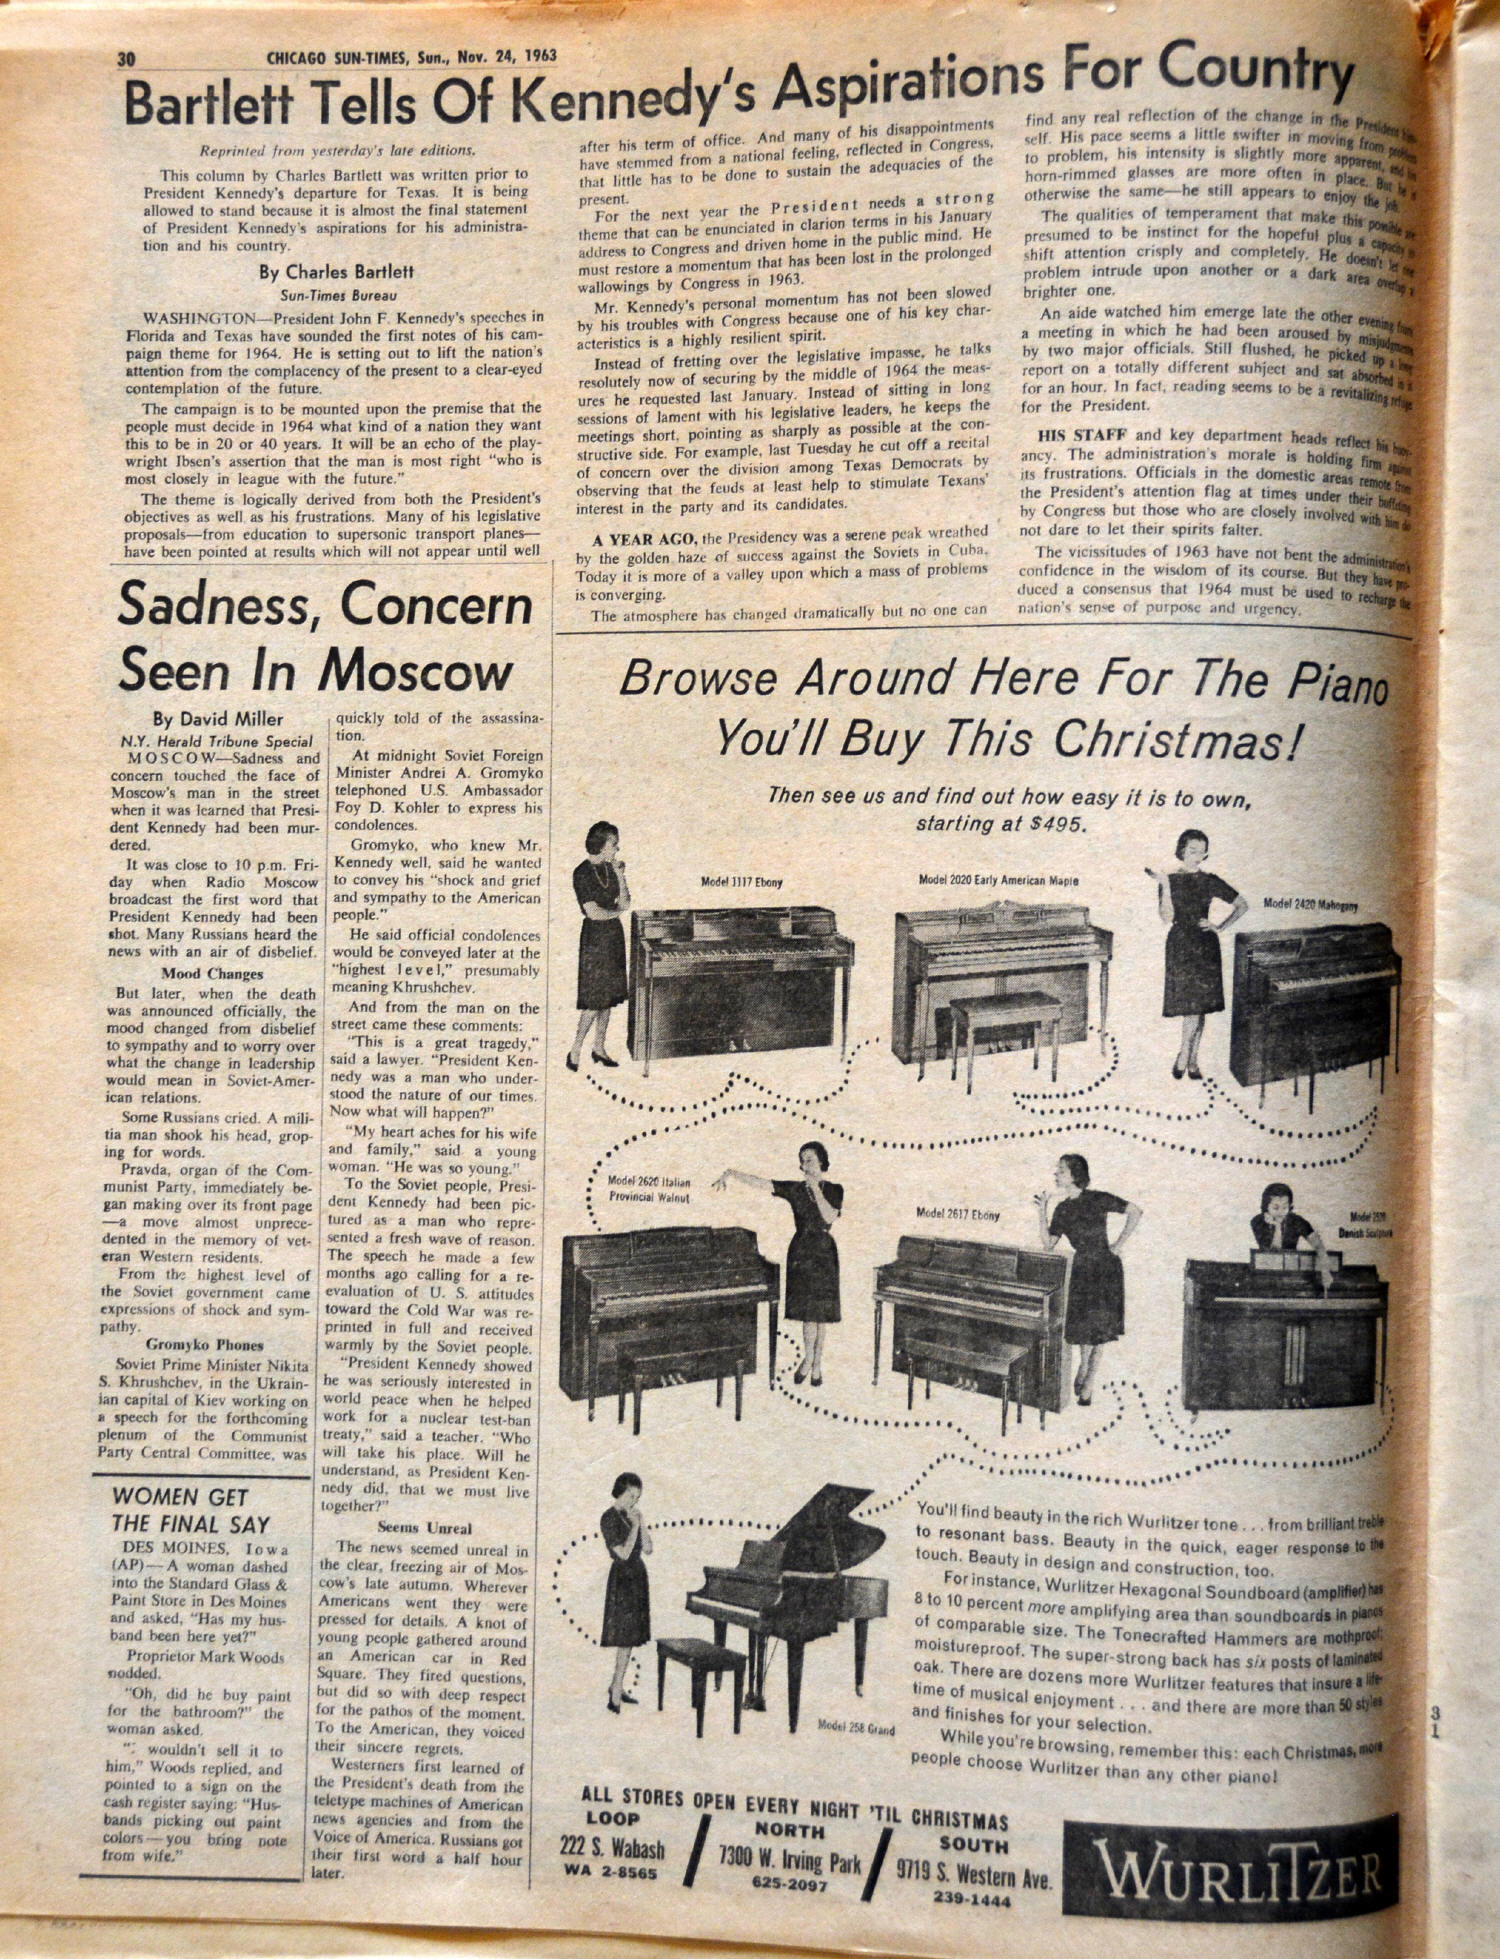 30
CHICAGO SUN-TIMES, Sun., Nov. 24, 1963
Bartlett Tells Of Kennedy's Aspirations For Country
Reprinted from yesterday's late editions.
This column by Charles Bartlett was written prior to
President Kennedy's departure for Texas. It is being
allowed to stand because it is almost the final statement
of President Kennedy's aspirations for his administra-
tion and his country.
By Charles Bartlett
Sun-Times Bureau
WASHINGTON—President John F. Kennedy's speeches in
Florida and Texas have sounded the first notes of his cam-
paign theme for 1964. He is setting out to lift the nation's
attention from the complacency of the present to a clear-eyed
contemplation of the future.
The campaign is to be mounted upon the premise that the
people must decide in 1964 what kind of a nation they want
this to be in 20 or 40 years. It will be an echo of the play-
wright Ibsen's assertion that the man is most right "who is
most closely in league with the future."
The theme is logically derived from both the President's
objectives as well as his frustrations. Many of his legislative
proposals—from education to supersonic transport planes—
have been pointed at results which will not appear until well
after his term of office. And many of his disappointments
have stemmed from a national feeling, reflected in Congress,
that little has to be done to sustain the adequacies of the
present.
For the next year the President needs a strong
theme that can be enunciated in clarion terms in his January
address to Congress and driven home in the public mind. He
must restore a momentum that has been lost in the prolonged
wallowings by Congress in 1963.
Mr. Kennedy's personal momentum has not been slowed
by his troubles with Congress because one of his key char-
acteristics is a highly resilient spirit.
Instead of fretting over the legislative impasse, he talks
resolutely now of securing by the middle of 1964 the meas-
ures he requested last January. Instead of sitting in long
sessions of lament with his legislative leaders, he keeps the
meetings short, pointing as sharply as possible at the con-
structive side. For example, last Tuesday he cut off a recital
of concern over the division among Texas Democrats by
observing that the feuds at least help to stimulate Texans'
interest in the party and its candidates.
A YEAR AGO, the Presidency was a serene peak wreathed
by the golden haze of success against the Soviets in Cuba.
Today it is more of a valley upon which a mass of problems
is converging.
The atmosphere has changed dramatically but no one can
find any real reflection of the change in the President him-
self. His pace seems a little swifter in moving from problem
to problem, his intensity is slightly more apparent, and his
horn-rimmed glasses are more often in place. But he is
otherwise the same—he still appears to enjoy the job.
The qualities of temperament that make this possible are
presumed to be instinct for the hopeful plus a capacity to
shift attention crisply and completely. He doesn't let one
problem intrude upon another or a dark area overlap a
brighter one.
An aide watched him emerge late the other evening from
a meeting in which he had been aroused by misjudgments
by two major officials. Still flushed, he picked up a long
report on a totally different subject and sat absorbed in it
for an hour. In fact, reading seems to be a revitalizing refuge
for the President.
HIS STAFF and key department heads reflect his buoy-
ancy. The administration's morale is holding firm against
its frustrations. Officials in the domestic areas remote from
the President's attention flag at times under their buffeting
by Congress but those who are closely involved with him do
not dare to let their spirits falter.
The vicissitudes of 1963 have not bent the administration's
confidence in the wisdom of its course. But they have pro-
duced a consensus that 1964 must be used to recharge the
nation's sense of purpose and urgency.
Sadness, Concern
Seen In Moscow
By David Miller
N.Y. Herald Tribune Special
MOSCOW—Sadness and
concern touched the face of
Moscow's man in the street
when it was learned that Presi-
dent Kennedy had been mur-
dered.
It was close to 10 p.m. Fri-
day when Radio Moscow
broadcast the first word that
President Kennedy had been
shot. Many Russians heard the
news with an air of disbelief.
Mood Changes
But later, when the death
was announced officially, the
mood changed from disbelief
to sympathy and to worry over
what the change in leadership
would mean in Soviet-Amer-
ican relations.
Some Russians cried. A mili-
tia man shook his head, grop-
ing for words.
Pravda, organ of the Com-
munist Party, immediately be-
gan making over its front page
—a move almost unprece-
dented in the memory of vet-
eran Western residents.
From the highest level of
the Soviet government came
expressions of shock and sym-
pathy.
Gromyko Phones
Soviet Prime Minister Nikita
S. Khrushchev, in the Ukrain-
ian capital of Kiev working on
a speech for the forthcoming
plenum of the Communist
Party Central Committee, was
quickly told of the assassina-
tion.
At midnight Soviet Foreign
Minister Andrei A. Gromyko
telephoned U.S. Ambassador
Foy D. Kohler to express his
condolences.
Gromyko, who knew Mr.
Kennedy well, said he wanted
to convey his "shock and grief
and sympathy to the American
people."
He said official condolences
would be conveyed later at the
"highest level," presumably
meaning Khrushchev.
And from the man on the
street came these comments:
"This is a great tragedy,"
said a lawyer. "President Ken-
nedy was a man who under-
stood the nature of our times.
Now what will happen?"
"My heart aches for his wife
and family," said a young
woman. "He was so young."
To the Soviet people, Presi-
dent Kennedy had been pic-
tured as a man who repre-
sented a fresh wave of reason.
The speech he made a few
months ago calling for a re-
evaluation of U. S. attitudes
toward the Cold War was re-
printed in full and received
warmly by the Soviet people.
"President Kennedy showed
he was seriously interested in
world peace when he helped
work for a nuclear test-ban
treaty," said a teacher. "Who
will take his place. Will he
understand, as President Ken-
nedy did, that we must live
together?"
Seems Unreal
The news seemed unreal in
the clear, freezing air of Mos-
cow's late autumn. Wherever
Americans went they were
pressed for details. A knot of
young people gathered around
an American car in Red
Square. They fired questions,
but did so with deep respect
for the pathos of the moment.
To the American, they voiced
their sincere regrets.
Westerners first learned of
the President's death from the
teletype machines of American
news agencies and from the
Voice of America. Russians got
their first word a half hour
later.
WOMEN GET
THE FINAL SAY
DES MOINES, Iowa
(AP)—A woman dashed
into the Standard Glass &
Paint Store in Des Moines
and asked, "Has my hus-
band been here yet?"
Proprietor Mark Woods
nodded.
"Oh, did he buy paint
for the bathroom?" the
woman asked.
" wouldn't sell it to
him," Woods replied, and
pointed to a sign on the
cash register saying: "Hus-
bands picking out paint
colors—you bring note
from wife."
Browse Around Here For The Piano
You'll Buy This Christmas!
Then see us and find out how easy it is to own,
starting at $495.
Model 1117 Ebony
Model 2020 Early American Maple
Model 2420 Mahogany
Model 2620 Italian
Provincial Walnut
Model 2617 Ebony
Model
Danish
Model 258 Grand
You'll find beauty in the rich Wurlitzer tone . . . from brilliant treble
to resonant bass. Beauty in the quick, eager response to the
touch. Beauty in design and construction, too.
For instance, Wurlitzer Hexagonal Soundboard (amplifier) has
8 to 10 percent more amplifying area than soundboards in pianos
of comparable size. The Tonecrafted Hammers are mothproof;
moistureproof. The super-strong back has six posts of laminated
oak. There are dozens more Wurlitzer features that insure a life-
time of musical enjoyment . . . and there are more than 50 styles
and finishes for your selection.
While you're browsing, remember this: each Christmas, more
people choose Wurlitzer than any other piano!
ALL STORES OPEN EVERY NIGHT 'TIL CHRISTMAS
LOOP
222 S. Wabash
WA 2-8565
NORTH
7300 W. Irving Park
625-2097
SOUTH
9719 S. Western Ave.
239-1444
WURLITZER
3
1